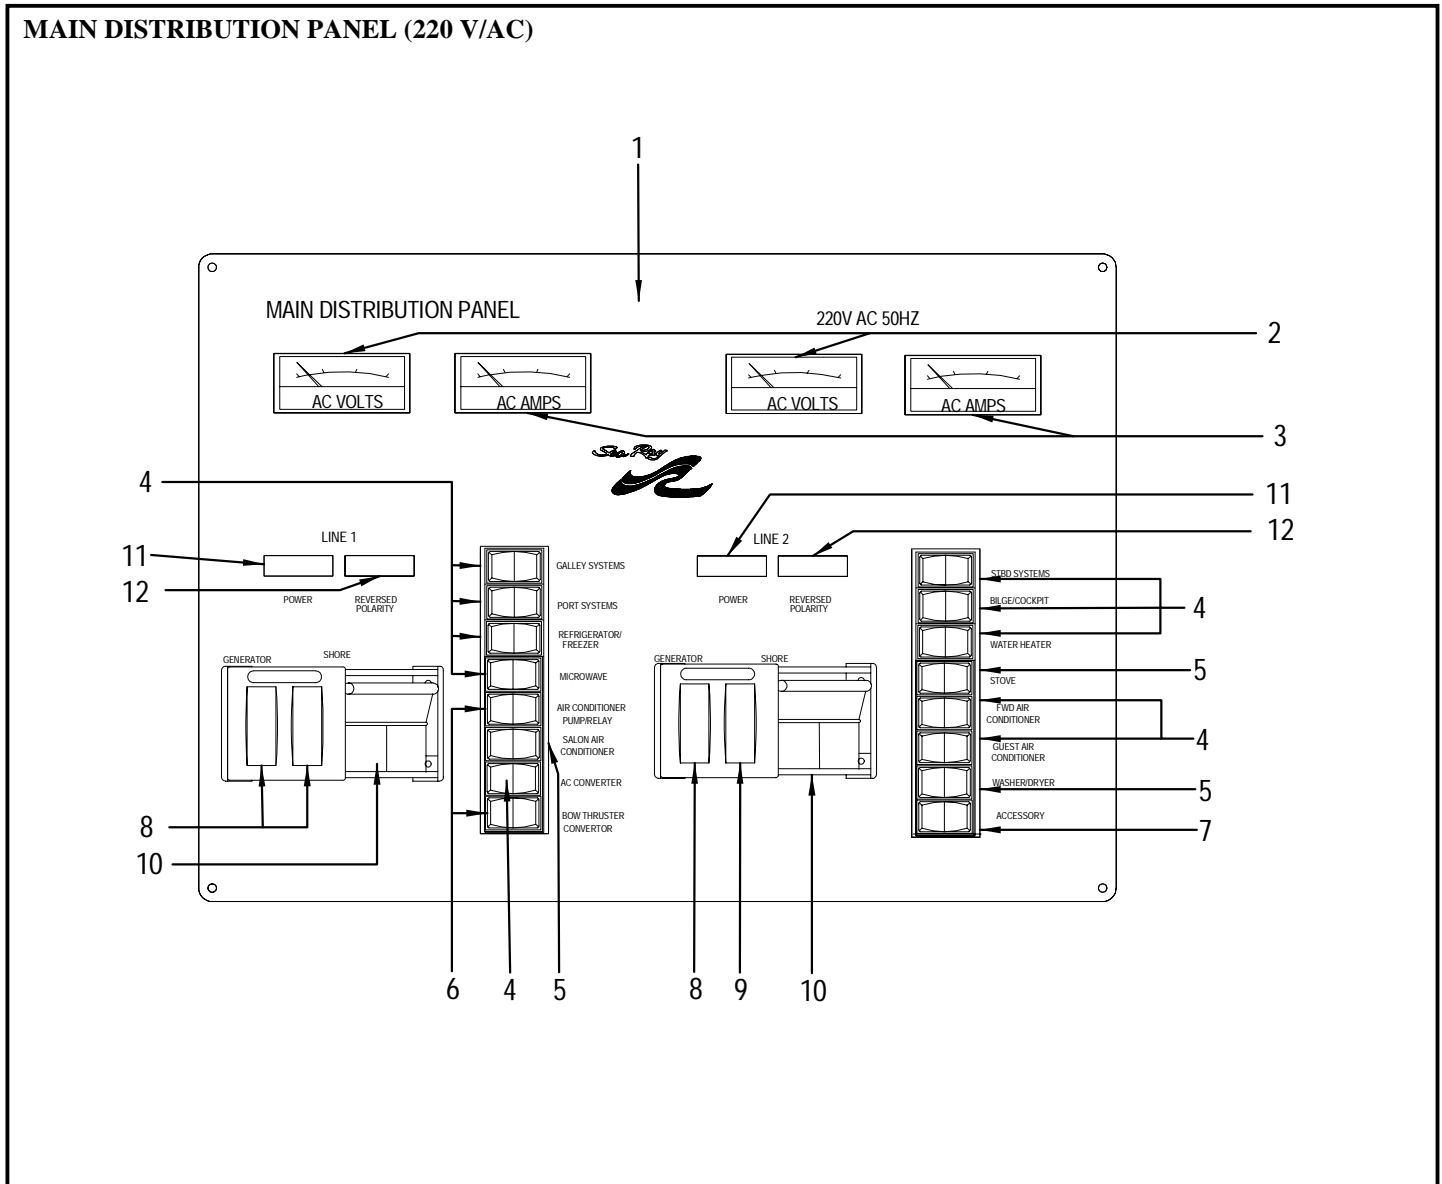 MAIN DISTRIBUTION PANEL (220 V/AC)
1
MAIN DISTRIBUTION PANEL
220V AC 50HZ
2
AC VOLTS
AC AMPS
AC VOLTS
AC AMPS
3
Sea Ray
4
11
LINE 1
LINE 2
12
11
12
POWER
REVERSED
POLARITY
GALLEY SYSTEMS
PORT SYSTEMS
REFRIGERATOR/
FREEZER
MICROWAVE
AIR CONDITIONER
PUMP/RELAY
SALON AIR
CONDITIONER
AC CONVERTER
BOW THRUSTER
CONVERTOR
POWER
REVERSED
POLARITY
STBD SYSTEMS
BILGE/COCKPIT
WATER HEATER
STOVE
FWD AIR
CONDITIONER
GUEST AIR
CONDITIONER
WASHER/DRYER
ACCESSORY
4
5
4
5
7
GENERATOR
SHORE
GENERATOR
SHORE
8
10
6
4
5
8
9
10